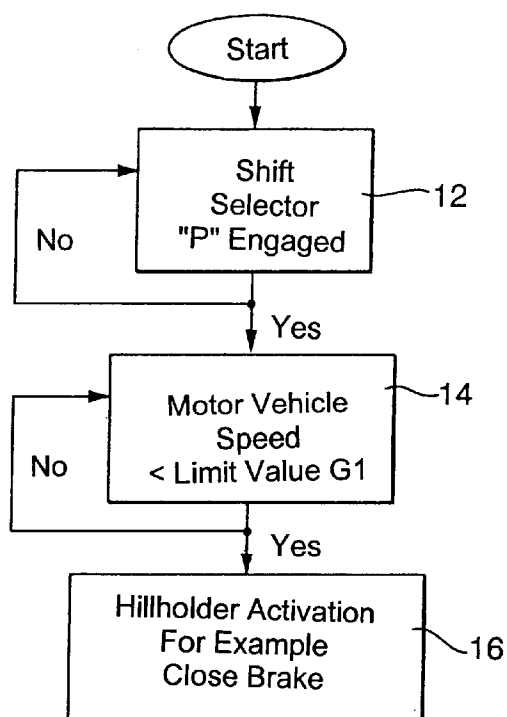 Start
Shift
Selector
"P" Engaged
12
No
Yes
Motor Vehicle
Speed
< Limit Value G1
14
No
Yes
Hillholder Activation
For Example
Close Brake
16